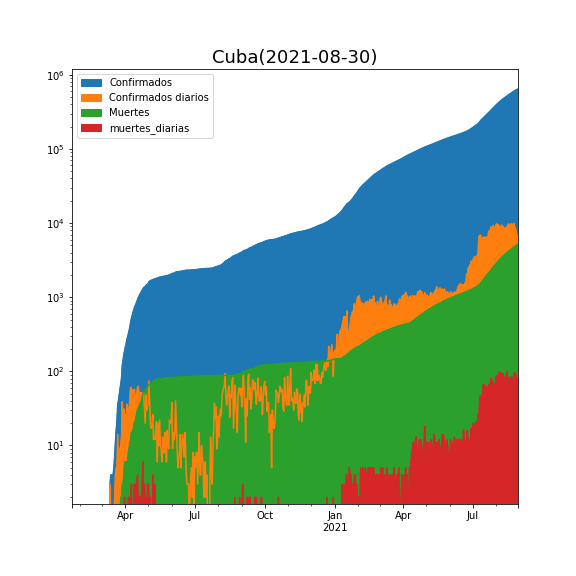 Cuba(2021-08-30)
Confirmados
Confirmados diarios
Muertes
muertes_diarias
10^6
10^5
10^4
10^3
10^2
10^1
Apr Jul Oct Jan Apr Jul
2021